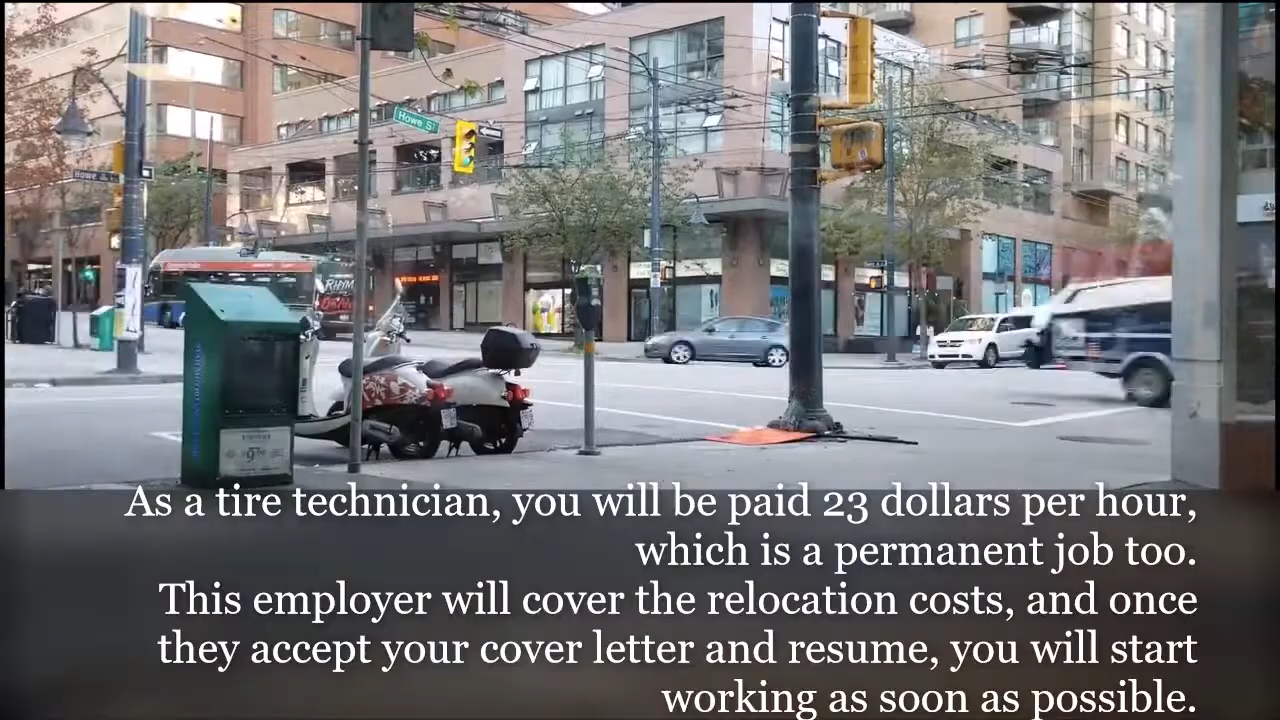 Howe St
Howe
RHYM
As a tire technician, you will be paid 23 dollars per hour,
which is a permanent job too.
This employer will cover the relocation costs, and once
they accept your cover letter and resume, you will start
working as soon as possible.